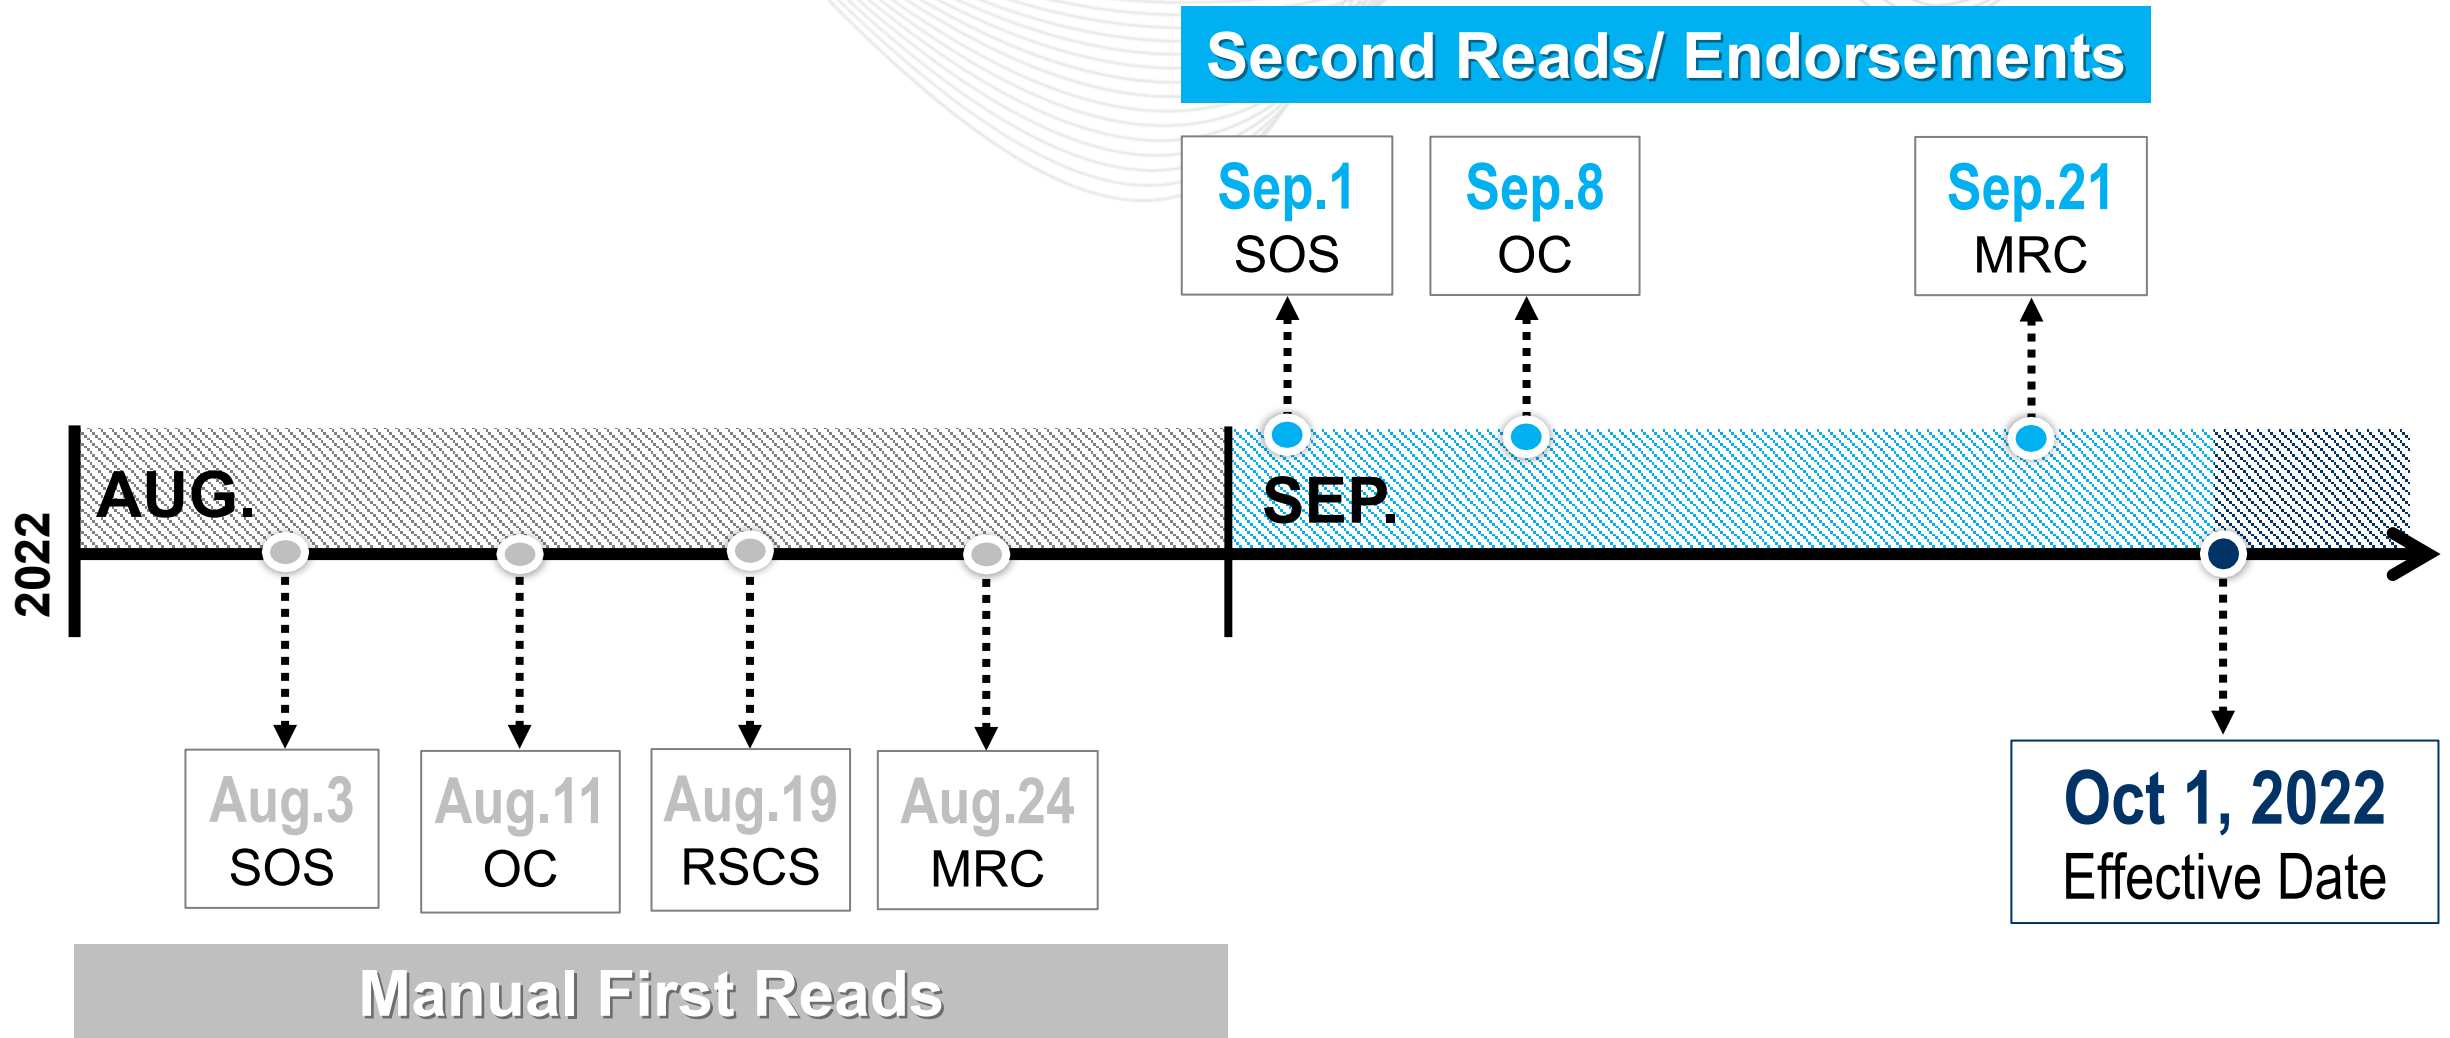 Second Reads/ Endorsements
Sep.1
SOS
Sep.8
OC
Sep.21
MRC
2022
AUG.
SEP.
Aug.3
SOS
Aug.11
OC
Aug.19
RSCS
Aug.24
MRC
Oct 1, 2022
Effective Date
Manual First Reads